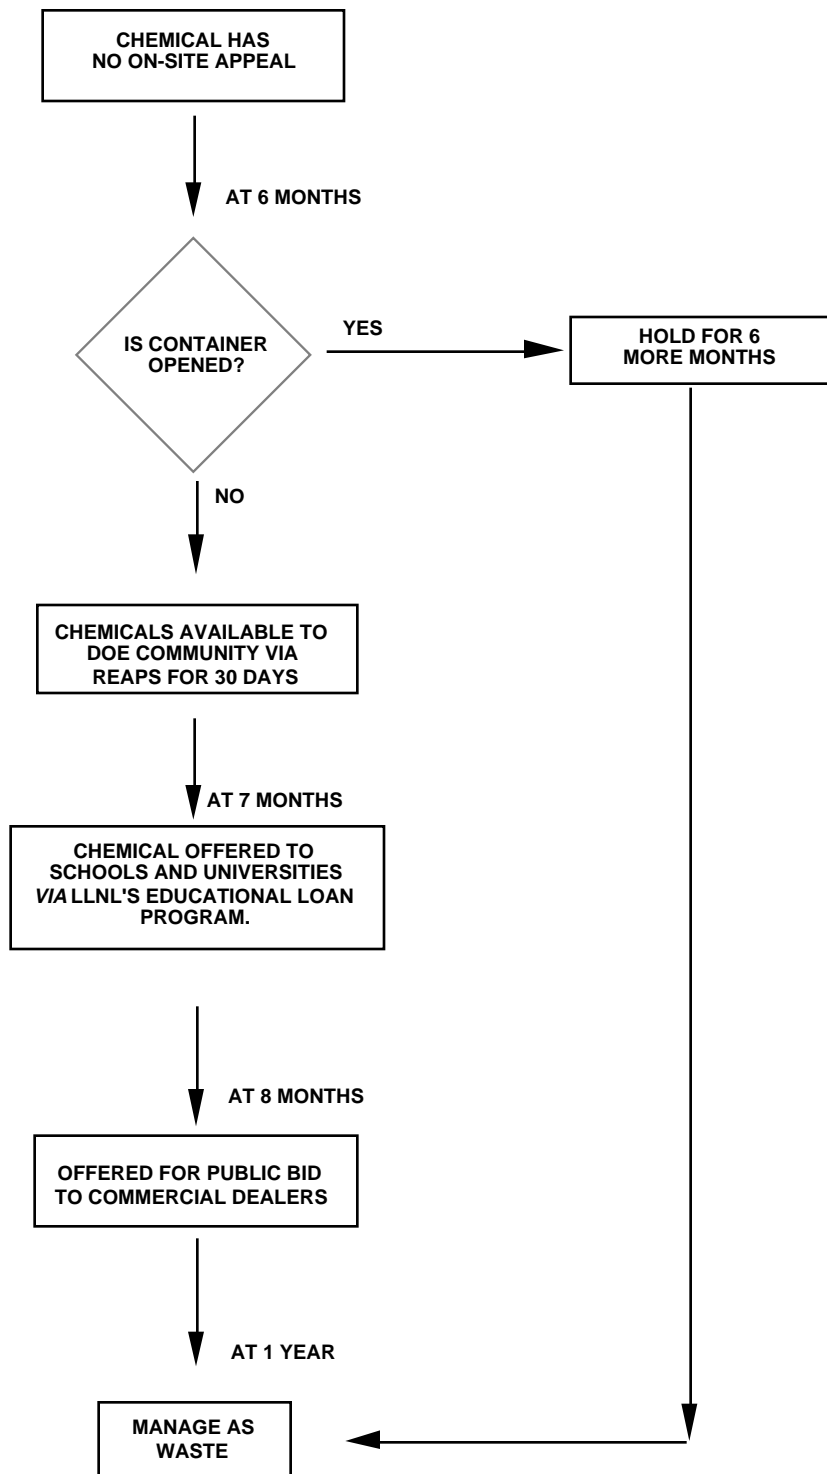 CHEMICAL HAS
NO ON-SITE APPEAL
AT 6 MONTHS
IS CONTAINER
OPENED?
YES
HOLD FOR 6
MORE MONTHS
NO
CHEMICALS AVAILABLE TO
DOE COMMUNITY VIA
REAPS FOR 30 DAYS
AT 7 MONTHS
CHEMICAL OFFERED TO
SCHOOLS AND UNIVERSITIES
VIA LLNL'S EDUCATIONAL LOAN
PROGRAM.
AT 8 MONTHS
OFFERED FOR PUBLIC BID
TO COMMERCIAL DEALERS
AT 1 YEAR
MANAGE AS
WASTE